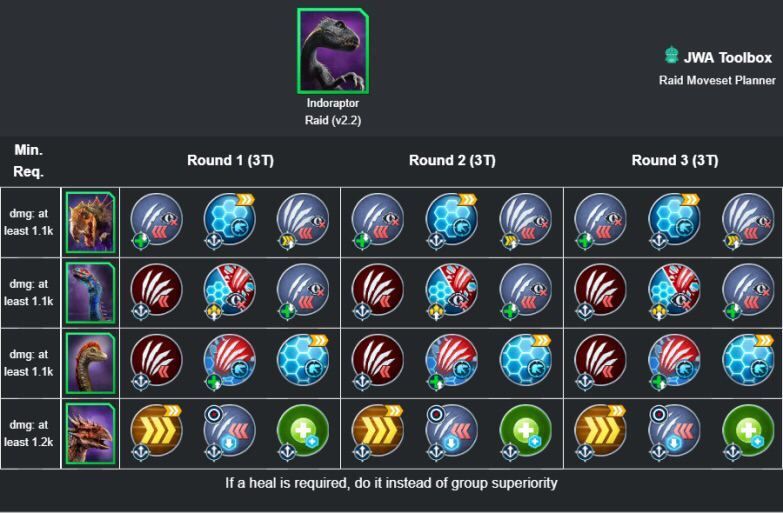 JWA Toolbox
Raid Moveset Planner
Indoraptor
Raid (v2.2)
Min.
Req.
Round 1 (3T)
Round 2 (3T)
Round 3 (3T)
dmg: at
least 1.1k
dmg: at
least 1.1k
dmg: at
least 1.1k
dmg: at
least 1.2k
If a heal is required, do it instead of group superiority